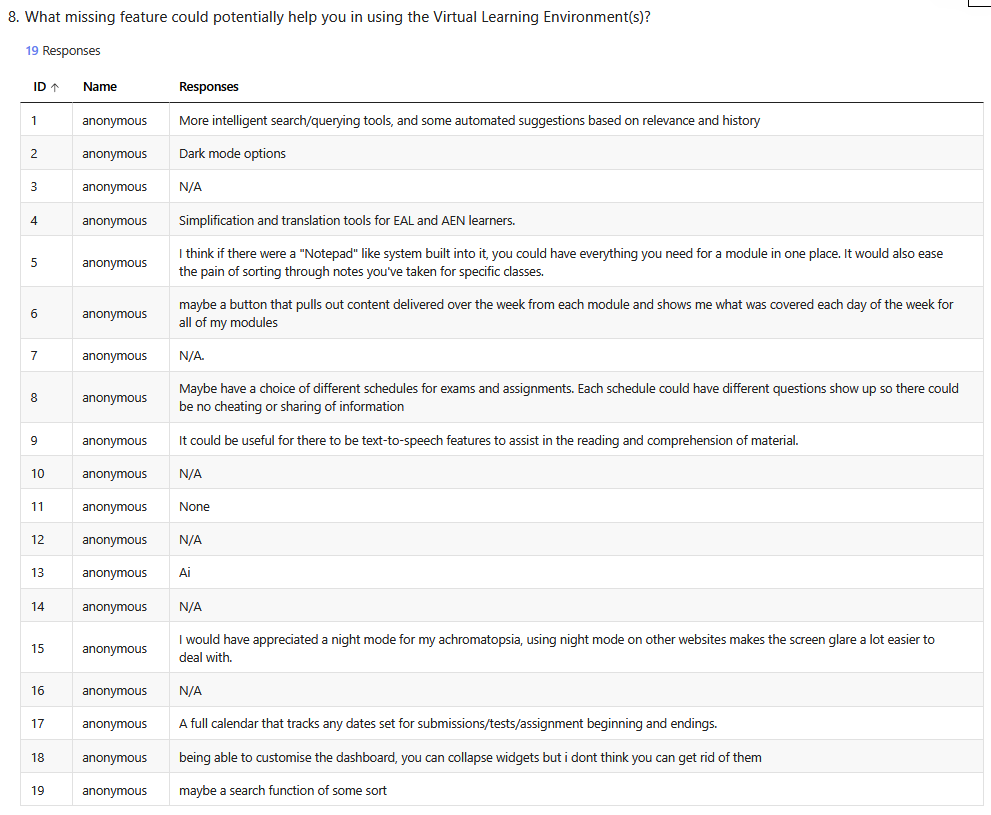 8. What missing feature could potentially help you in using the Virtual Learning Environment(s)?
19 Responses
ID ↑ Name Responses
1 anonymous More intelligent search/querying tools, and some automated suggestions based on relevance and history
2 anonymous Dark mode options
3 anonymous N/A
4 anonymous Simplification and translation tools for EAL and AEN learners.
5 anonymous I think if there were a "Notepad" like system built into it, you could have everything you need for a module in one place. It would also ease
the pain of sorting through notes you've taken for specific classes.
6 anonymous maybe a button that pulls out content delivered over the week from each module and shows me what was covered each day of the week for
all of my modules
7 anonymous N/A.
8 anonymous Maybe have a choice of different schedules for exams and assignments. Each schedule could have different questions show up so there could
be no cheating or sharing of information
9 anonymous It could be useful for there to be text-to-speech features to assist in the reading and comprehension of material.
10 anonymous N/A
11 anonymous None
12 anonymous N/A
13 anonymous Ai
14 anonymous N/A
15 anonymous I would have appreciated a night mode for my achromatopsia, using night mode on other websites makes the screen glare a lot easier to
deal with.
16 anonymous N/A
17 anonymous A full calendar that tracks any dates set for submissions/tests/assignment beginning and endings.
18 anonymous being able to customise the dashboard, you can collapse widgets but i dont think you can get rid of them
19 anonymous maybe a search function of some sort